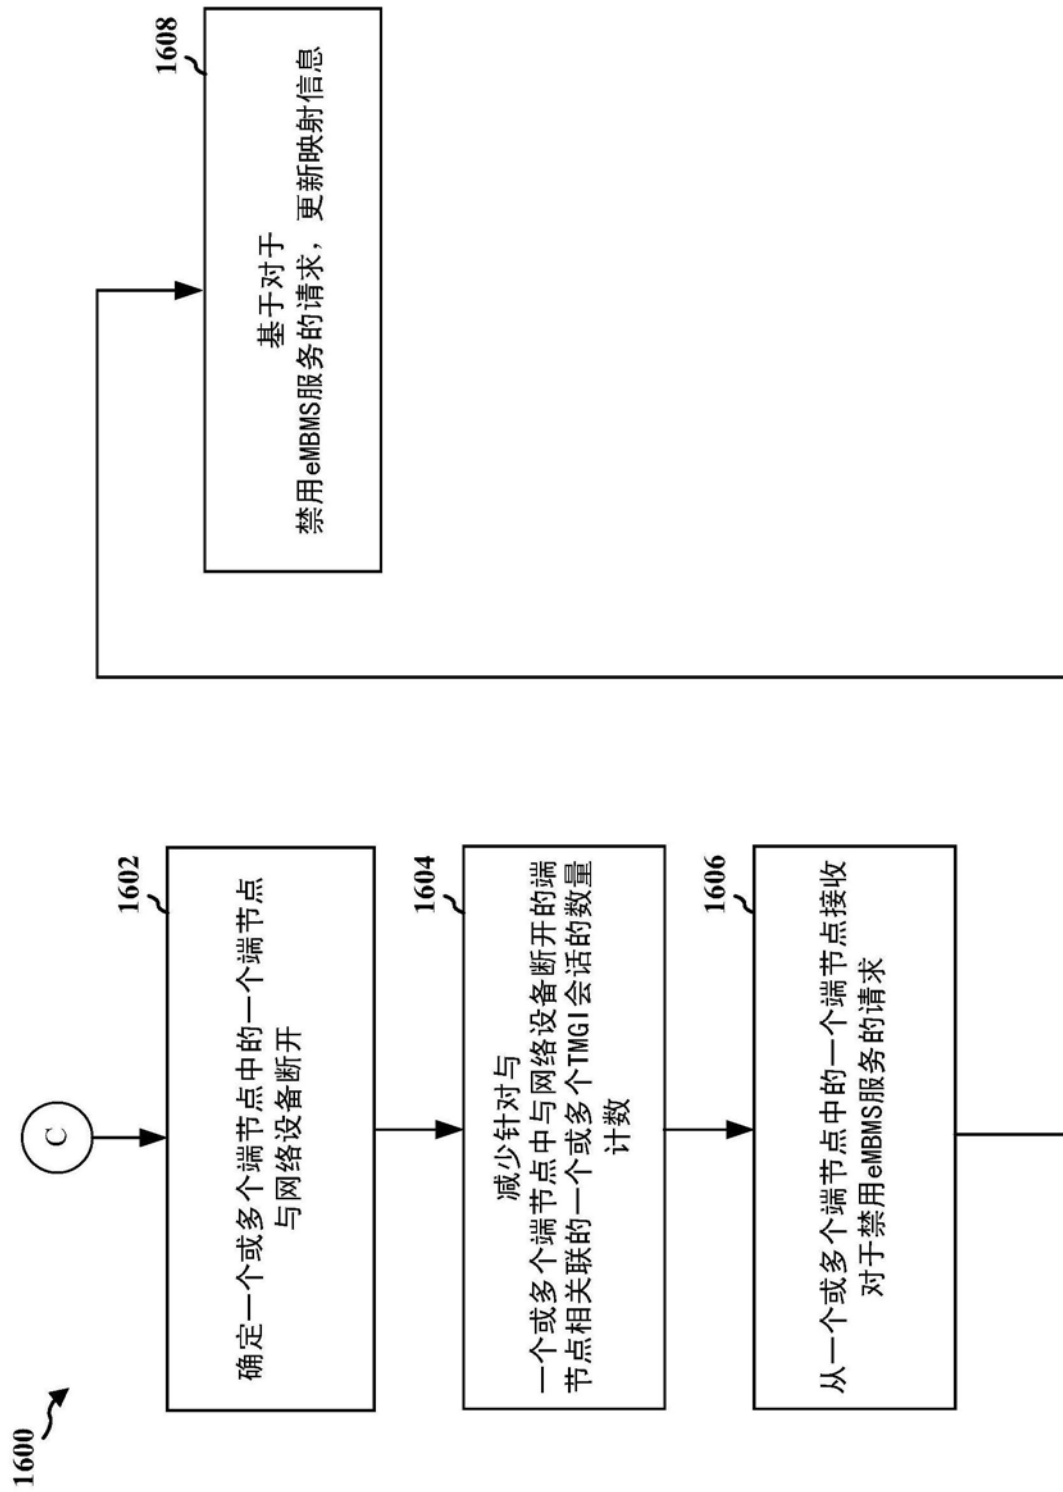 1600
C
1602
确定一个或多个端节点中的一个端节点
与网络设备断开
1604
减少针对与
一个或多个端节点中与网络设备断开的端
节点相关联的一个或多个TMGI会话的数量
计数
1606
从一个或多个端节点中的一个端节点接收
对于禁用eMBMS服务的请求
1608
基于对于
禁用eMBMS服务的请求，更新映射信息